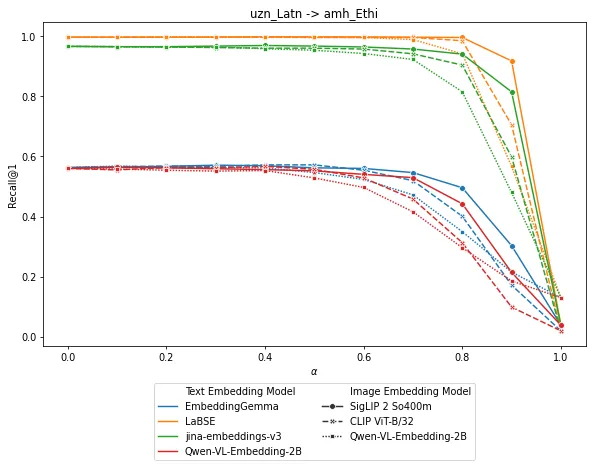 uzn_Latn -> amh_Ethi
Recall@1
1.0
0.8
0.6
0.4
0.2
0.0
0.0 0.2 0.4 0.6 0.8 1.0
α
Text Embedding Model
EmbeddingGemma
LaBSE
jina-embeddings-v3
Qwen-VL-Embedding-2B
Image Embedding Model
SigLIP 2 So400m
CLIP ViT-B/32
Qwen-VL-Embedding-2B